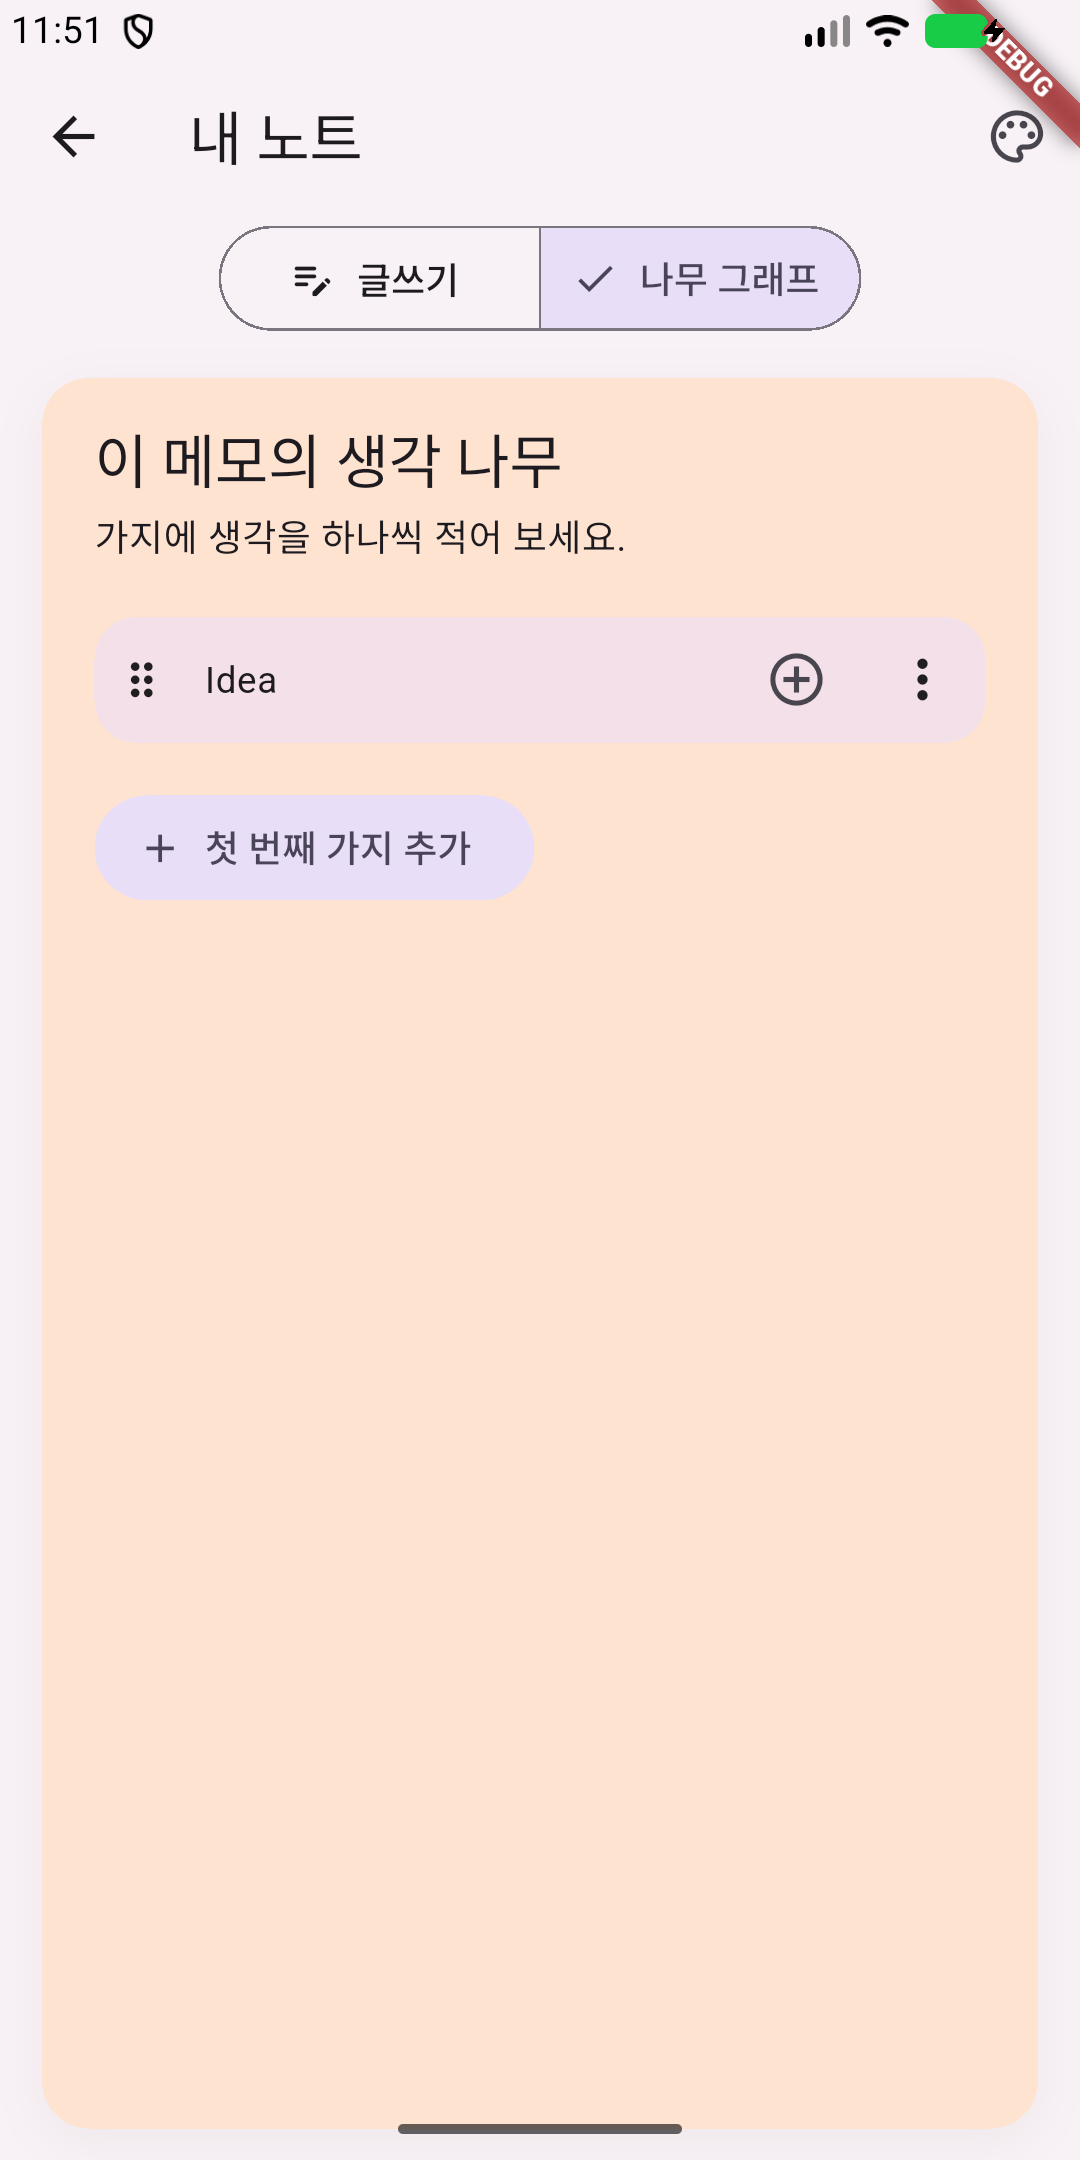 11:51
DEBUG
내 노트
글쓰기
나무 그래프
이 메모의 생각 나무
가지에 생각을 하나씩 적어 보세요.
Idea
첫 번째 가지 추가